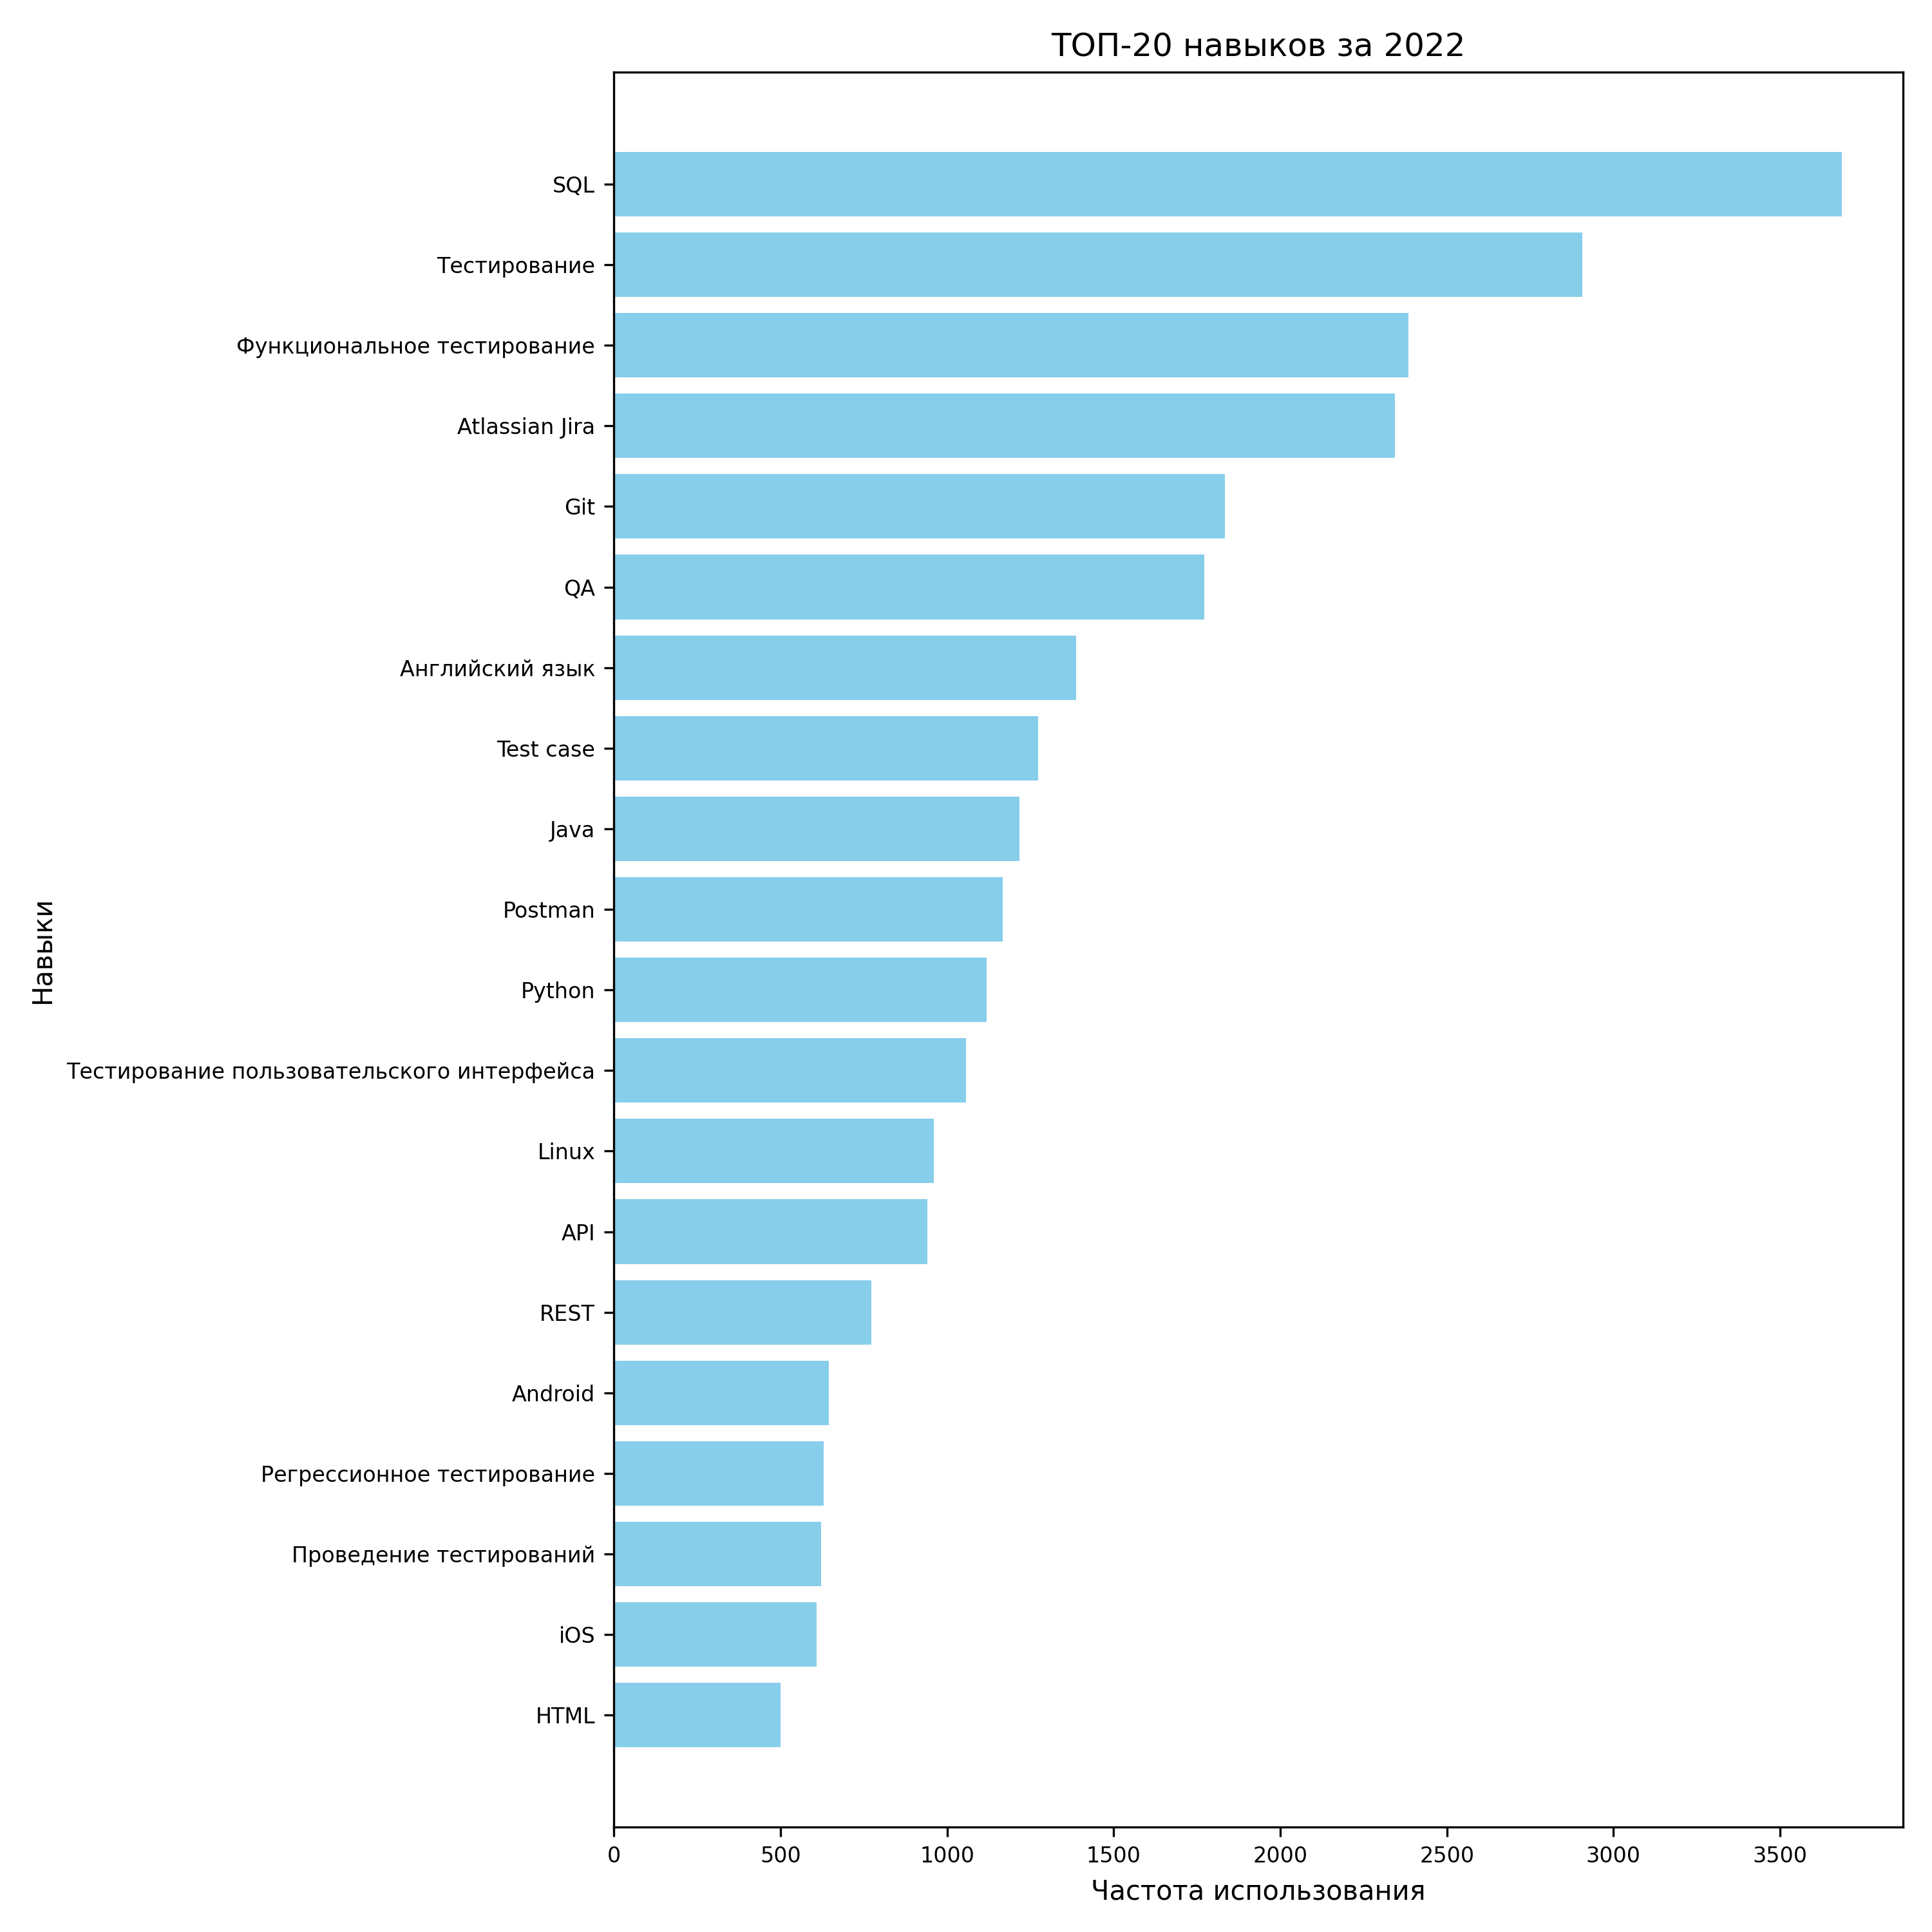 ТОП-20 навыков за 2022
SQL
Тестирование
Функциональное тестирование
Atlassian Jira
Git
QA
Английский язык
Test case
Java
Postman
Python
Тестирование пользовательского интерфейса
Linux
API
REST
Android
Регрессионное тестирование
Проведение тестирований
iOS
HTML
Навыки
0 500 1000 1500 2000 2500 3000 3500
Частота использования